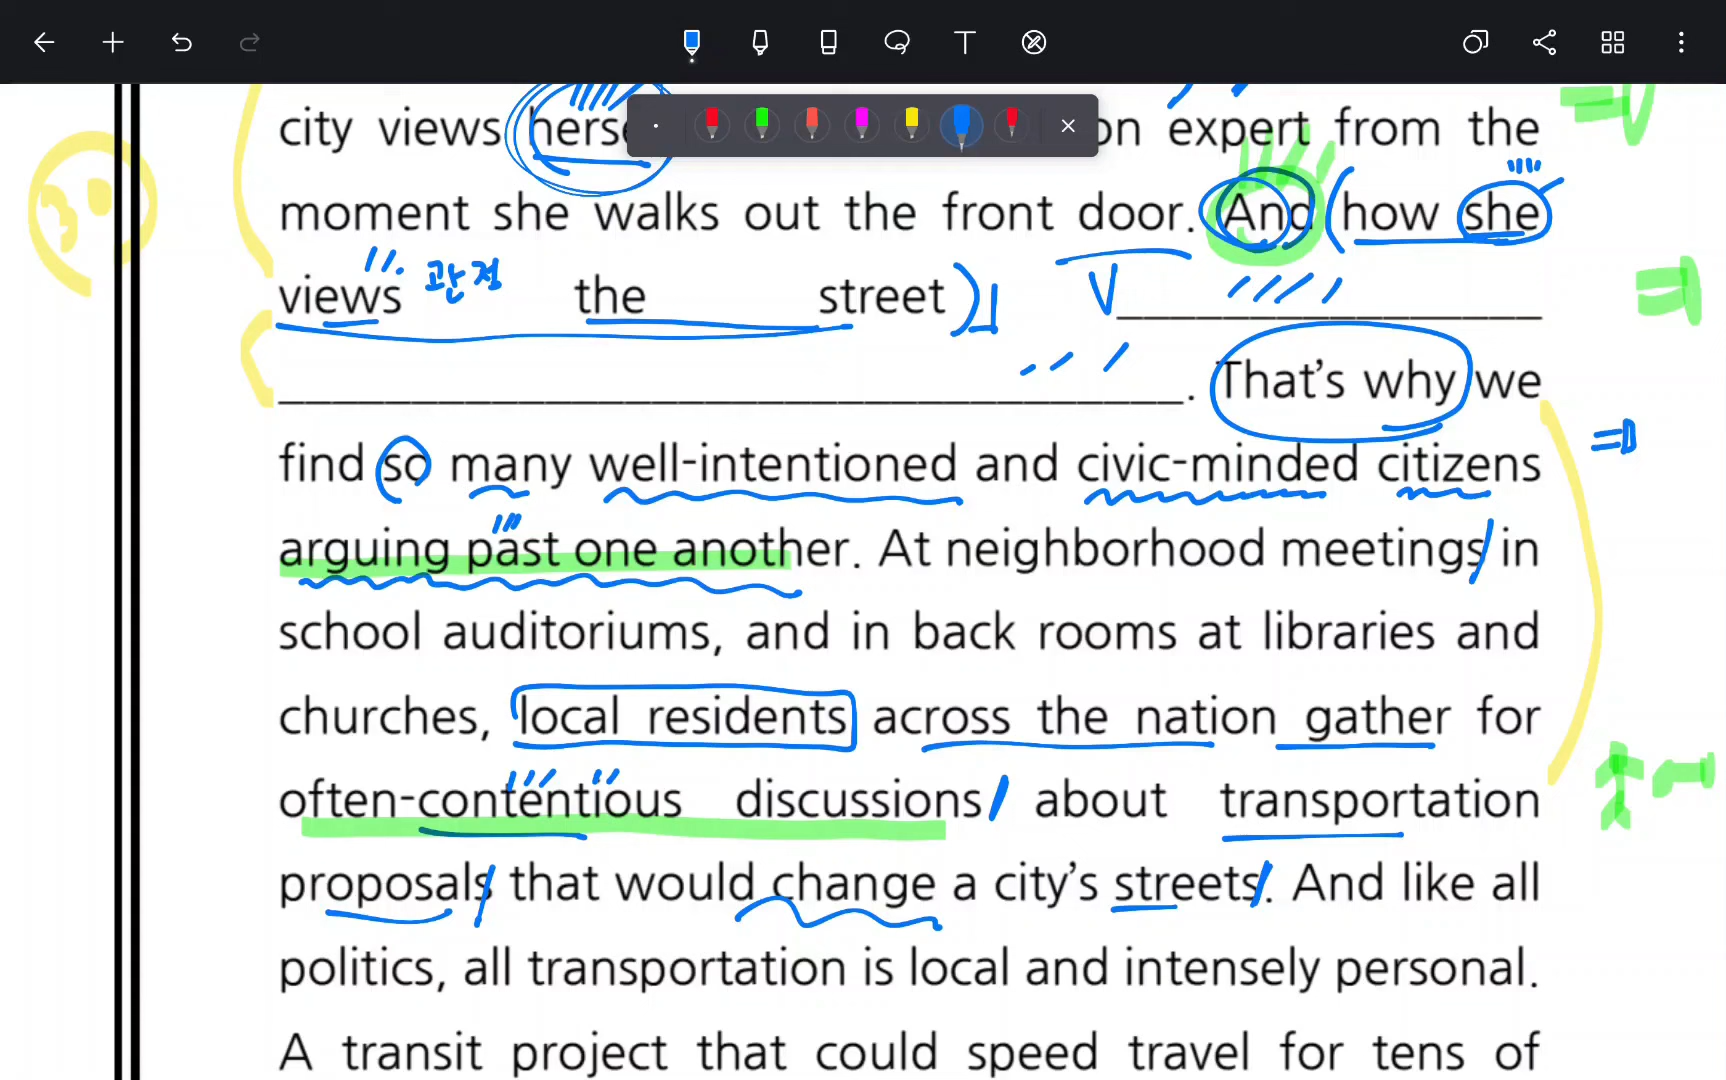 city views herse on expert from the
moment she walks out the front door. And how she
views 관점 the street ____________
________________________. That's why we
find so many well-intentioned and civic-minded citizens
arguing past one another. At neighborhood meetings in
school auditoriums, and in back rooms at libraries and
churches, local residents across the nation gather for
often-contentious discussions about transportation
proposals that would change a city's streets. And like all
politics, all transportation is local and intensely personal.
A transit project that could speed travel for tens of